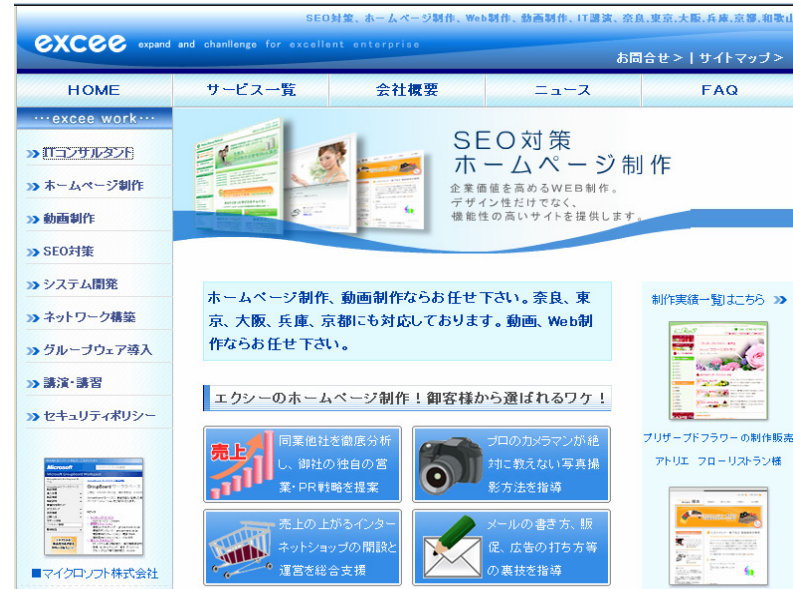 SEO対策、ホームページ制作、Web制作、動画制作、IT講演、奈良,東京,大阪,兵庫,京都,和歌山
excee expand and chanllenge for excellent enterprise
お問合せ > | サイトマップ >
HOME サービス一覧 会社概要 ニュース FAQ
・・・excee work・・・
ITコンサルタント
ホームページ制作
動画制作
SEO対策
システム開発
ネットワーク構築
グループウェア導入
講演・講習
セキュリティポリシー
Microsoft
■マイクロソフト株式会社
SEO対策
ホームページ制作
企業価値を高めるWEB制作。
デザイン性だけでなく、
機能性の高いサイトを提供します。
ホームページ制作、動画制作ならお任せ下さい。奈良、東
京、大阪、兵庫、京都にも対応しております。動画、Web制
作ならお任せ下さい。
エクシーのホームページ制作！御客様から選ばれるワケ！
売上
同業他社を徹底分析
し、御社の独自の営
業・PR戦略を提案
プロのカメラマンが絶
対に教えない写真撮
影方法を指導
売上の上がるインター
ネットショップの開設と
運営を総合支援
メールの書き方、販
促、広告の打ち方等
の裏技を指導
制作実績一覧はこちら
プリザーブドフラワーの制作販売
アトリエ フローリストラン様